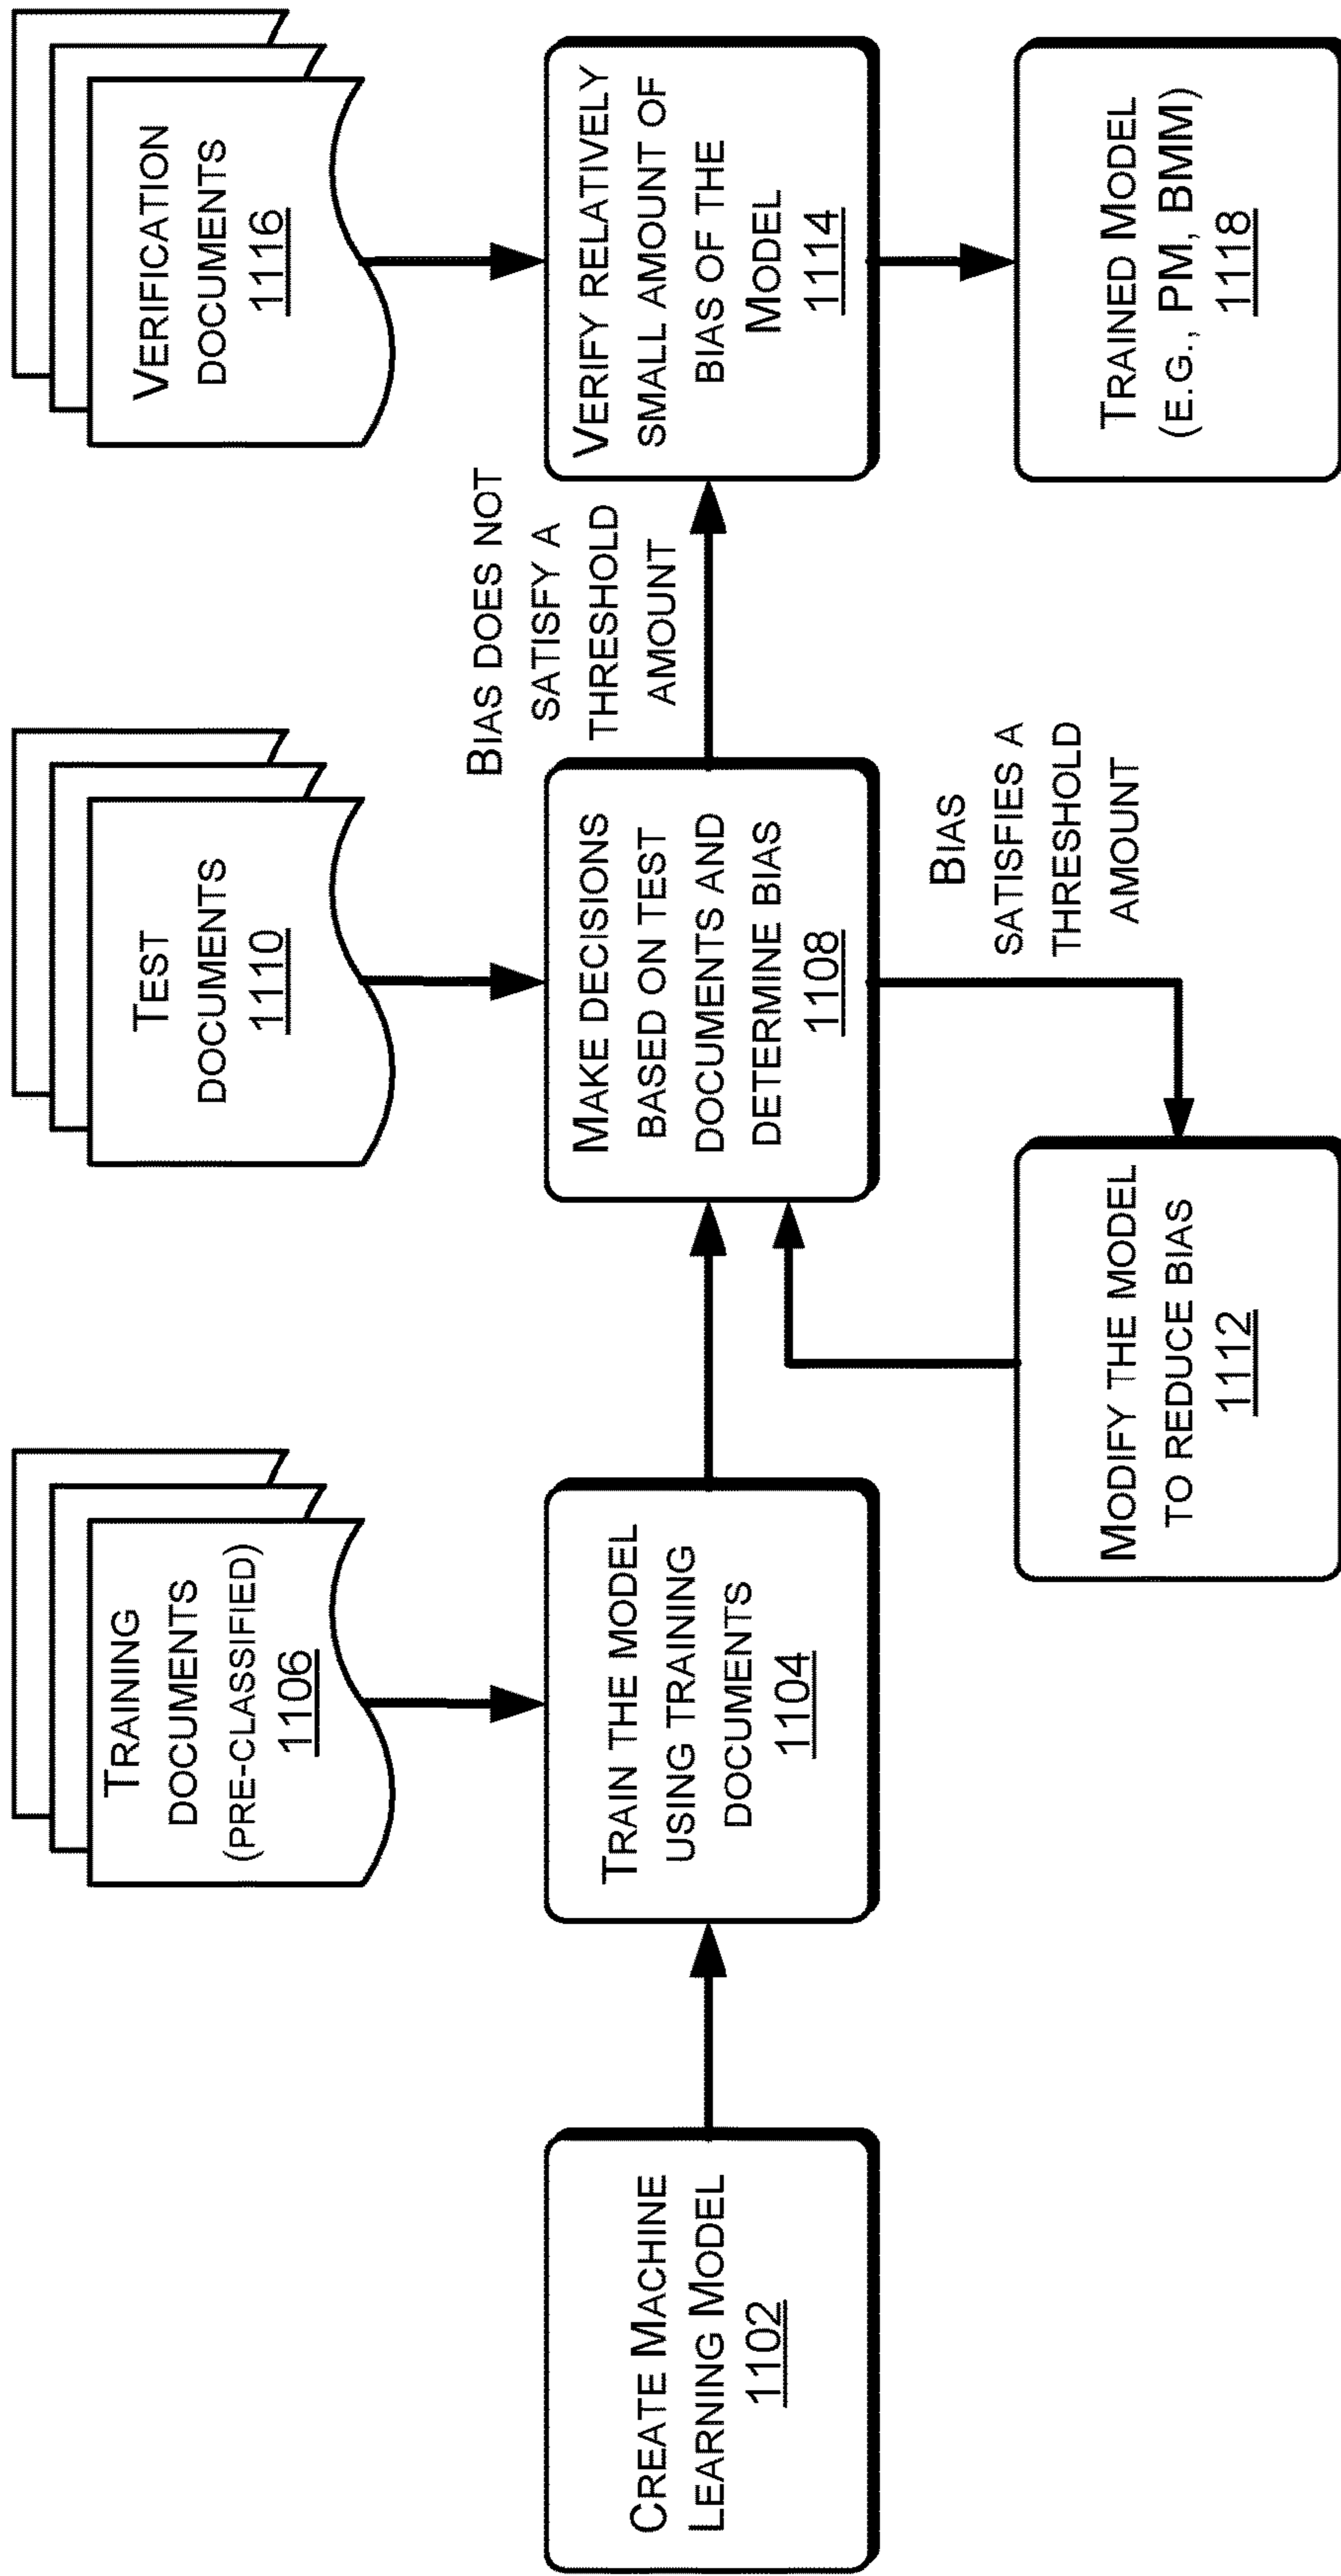 TRAINING
DOCUMENTS
(PRE-CLASSIFIED)
1106
TEST
DOCUMENTS
1110
VERIFICATION
DOCUMENTS
1116
CREATE MACHINE
LEARNING MODEL
1102
TRAIN THE MODEL
USING TRAINING
DOCUMENTS
1104
MAKE DECISIONS
BASED ON TEST
DOCUMENTS AND
DETERMINE BIAS
1108
BIAS DOES NOT
SATISFY A
THRESHOLD
AMOUNT
VERIFY RELATIVELY
SMALL AMOUNT OF
BIAS OF THE
MODEL
1114
BIAS
SATISFIES A
THRESHOLD
AMOUNT
MODIFY THE MODEL
TO REDUCE BIAS
1112
TRAINED MODEL
(E.G., PM, BMM)
1118